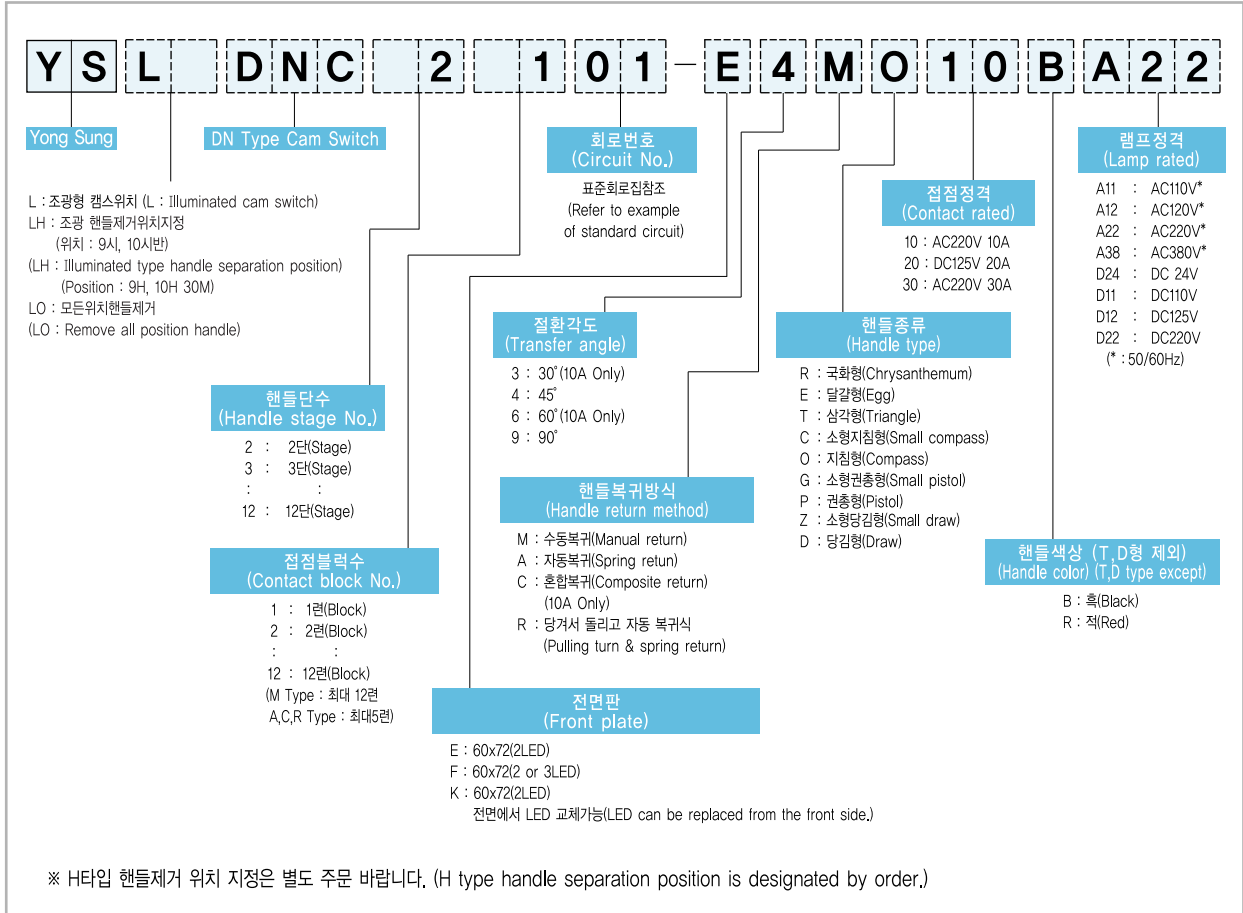 YS L DNC 2 1 01 - E 4 M O 10 B A22
Yong Sung
DN Type Cam Switch
회로번호
(Circuit No.)
표준회로집참조
(Refer to example
of standard circuit)
램프정격
(Lamp rated)
A11 : AC110V*
A12 : AC120V*
A22 : AC220V*
A38 : AC380V*
D24 : DC 24V
D11 : DC110V
D12 : DC125V
D22 : DC220V
(* : 50/60Hz)
L : 조광형 캠스위치 (L : Illuminated cam switch)
LH : 조광 핸들제거위치지정
(위치 : 9시, 10시반)
(LH : Illuminated type handle separation position)
(Position : 9H, 10H 30M)
LO : 모든위치핸들제거
(LO : Remove all position handle)
접점정격
(Contact rated)
10 : AC220V 10A
20 : DC125V 20A
30 : AC220V 30A
절환각도
(Transfer angle)
3 : 30°(10A Only)
4 : 45°
6 : 60°(10A Only)
9 : 90°
핸들종류
(Handle type)
R : 국화형(Chrysanthemum)
E : 달걀형(Egg)
T : 삼각형(Triangle)
C : 소형지침형(Small compass)
O : 지침형(Compass)
G : 소형권총형(Small pistol)
P : 권총형(Pistol)
Z : 소형당김형(Small draw)
D : 당김형(Draw)
핸들단수
(Handle stage No.)
2 : 2단(Stage)
3 : 3단(Stage)
: :
12 : 12단(Stage)
핸들복귀방식
(Handle return method)
M : 수동복귀(Manual return)
A : 자동복귀(Spring retun)
C : 혼합복귀(Composite return)
(10A Only)
R : 당겨서 돌리고 자동 복귀식
(Pulling turn & spring return)
핸들색상 (T,D형 제외)
(Handle color) (T,D type except)
B : 흑(Black)
R : 적(Red)
접점블럭수
(Contact block No.)
1 : 1련(Block)
2 : 2련(Block)
: :
12 : 12련(Block)
(M Type : 최대 12련
A,C,R Type : 최대5련)
전면판
(Front plate)
E : 60x72(2LED)
F : 60x72(2 or 3LED)
K : 60x72(2LED)
전면에서 LED 교체가능(LED can be replaced from the front side.)
※ H타입 핸들제거 위치 지정은 별도 주문 바랍니다. (H type handle separation position is designated by order.)